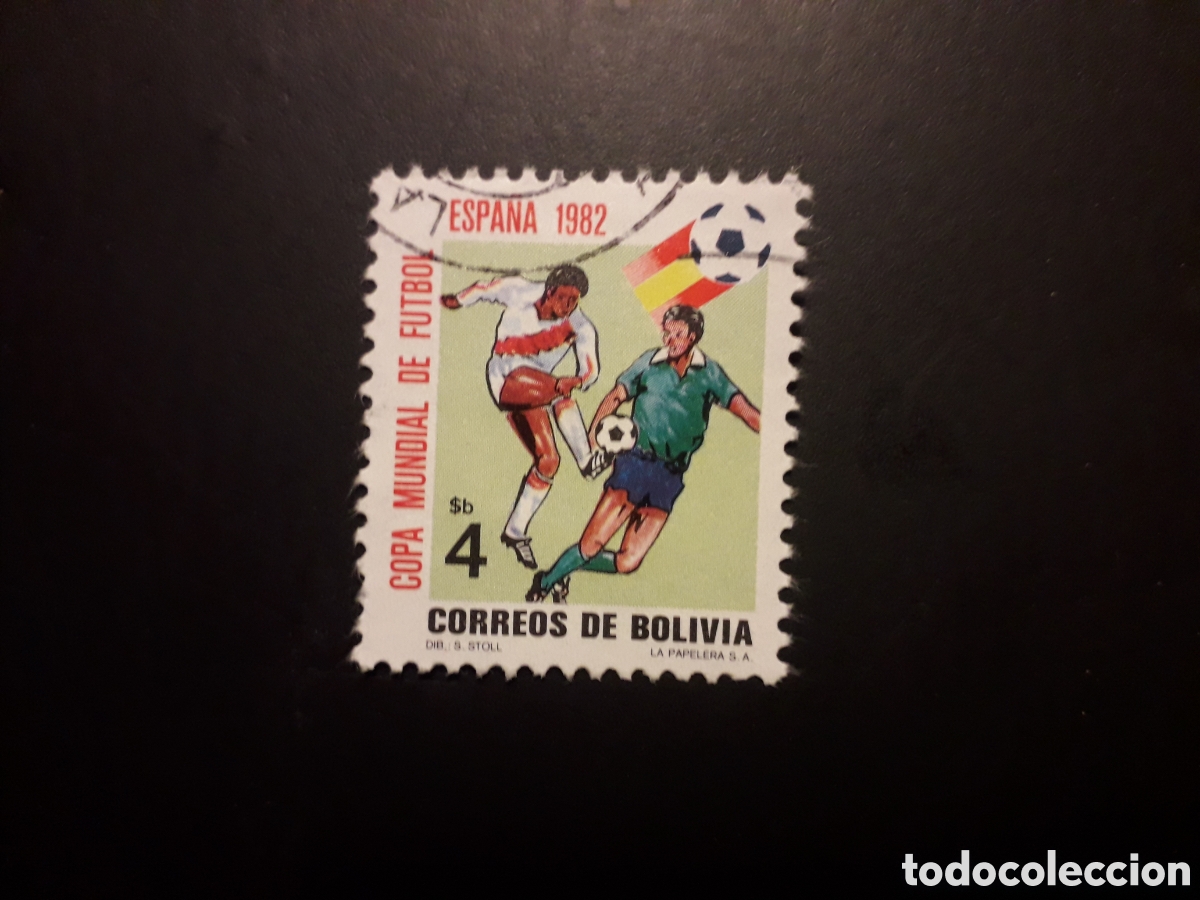 ESPAÑA 1982
COPA MUNDIAL DE FUTBOL
$b
4
CORREOS DE BOLIVIA
DIB.: S. STOLL
LA PAPELERA S. A.
todocoleccion